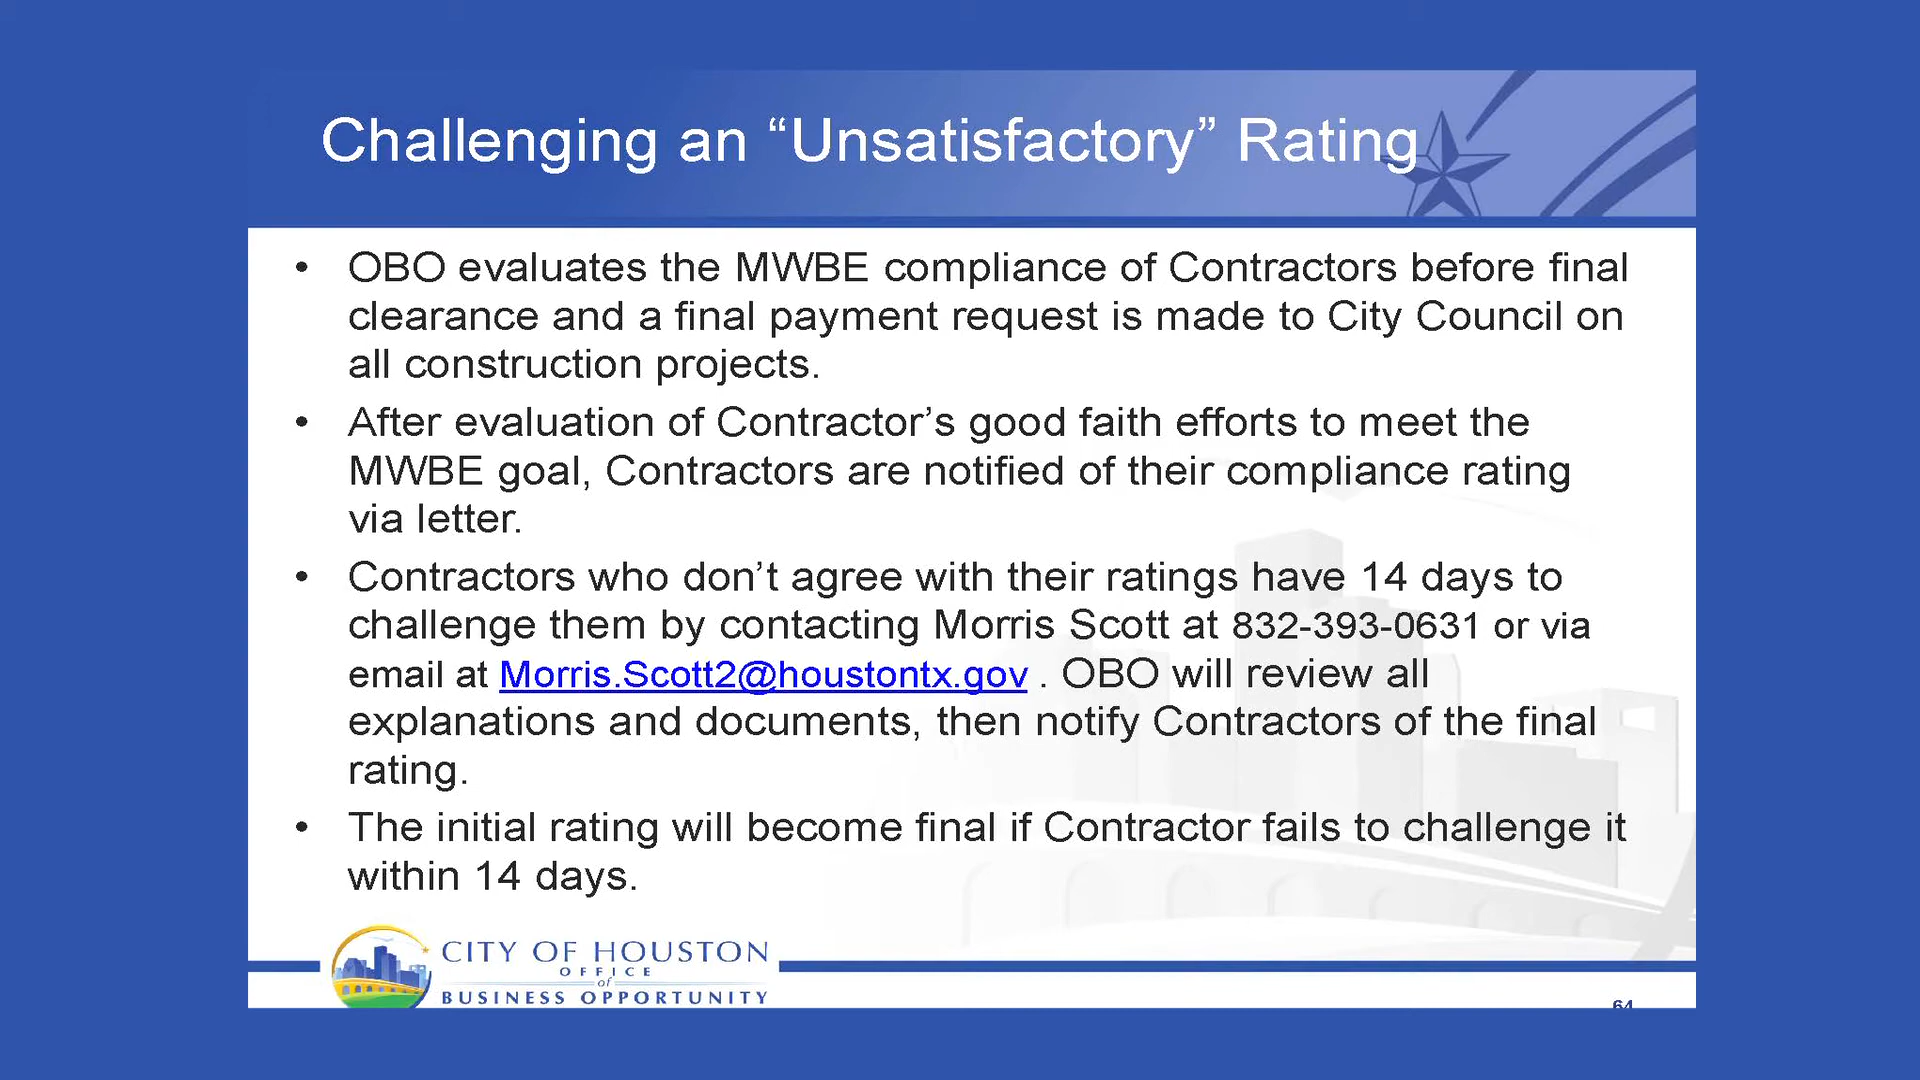 Challenging an “Unsatisfactory” Rating
• OBO evaluates the MWBE compliance of Contractors before final
clearance and a final payment request is made to City Council on
all construction projects.
• After evaluation of Contractor’s good faith efforts to meet the
MWBE goal, Contractors are notified of their compliance rating
via letter.
• Contractors who don’t agree with their ratings have 14 days to
challenge them by contacting Morris Scott at 832-393-0631 or via
email at Morris.Scott2@houstontx.gov . OBO will review all
explanations and documents, then notify Contractors of the final
rating.
• The initial rating will become final if Contractor fails to challenge it
within 14 days.
CITY OF HOUSTON
OFFICE
of
BUSINESS OPPORTUNITY
64